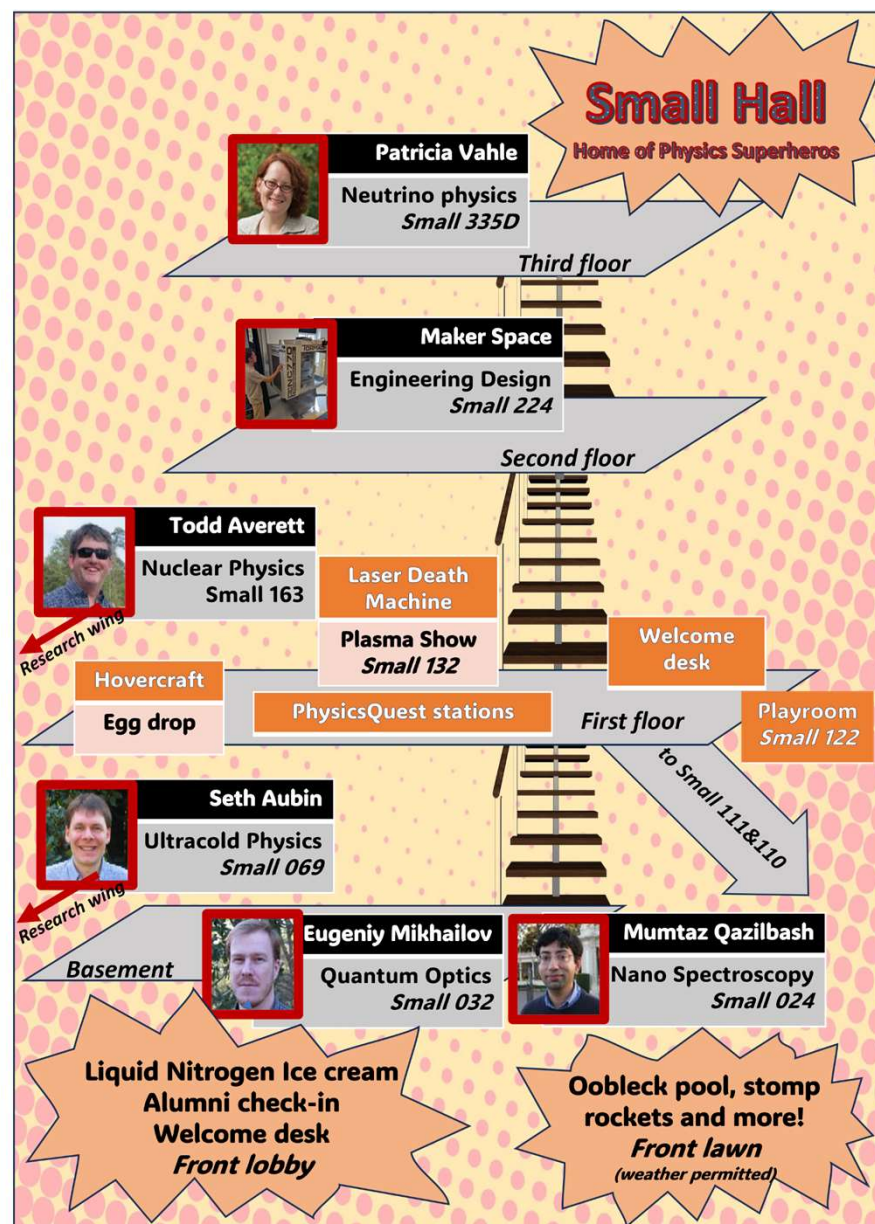 Small Hall
Home of Physics Superheros
Patricia Vahle
Neutrino physics
Small 335D
Third floor
Maker Space
Engineering Design
Small 224
Second floor
Todd Averett
Nuclear Physics
Small 163
Research wing
Laser Death
Machine
Plasma Show
Small 132
Welcome
desk
Hovercraft
Egg drop
PhysicsQuest stations
First floor
Playroom
Small 122
to Small 111&110
Seth Aubin
Ultracold Physics
Small 069
Research wing
Basement
Eugeniy Mikhailov
Quantum Optics
Small 032
Mumtaz Qazilbash
Nano Spectroscopy
Small 024
Liquid Nitrogen Ice cream
Alumni check-in
Welcome desk
Front lobby
Oobleck pool, stomp
rockets and more!
Front lawn
(weather permitted)